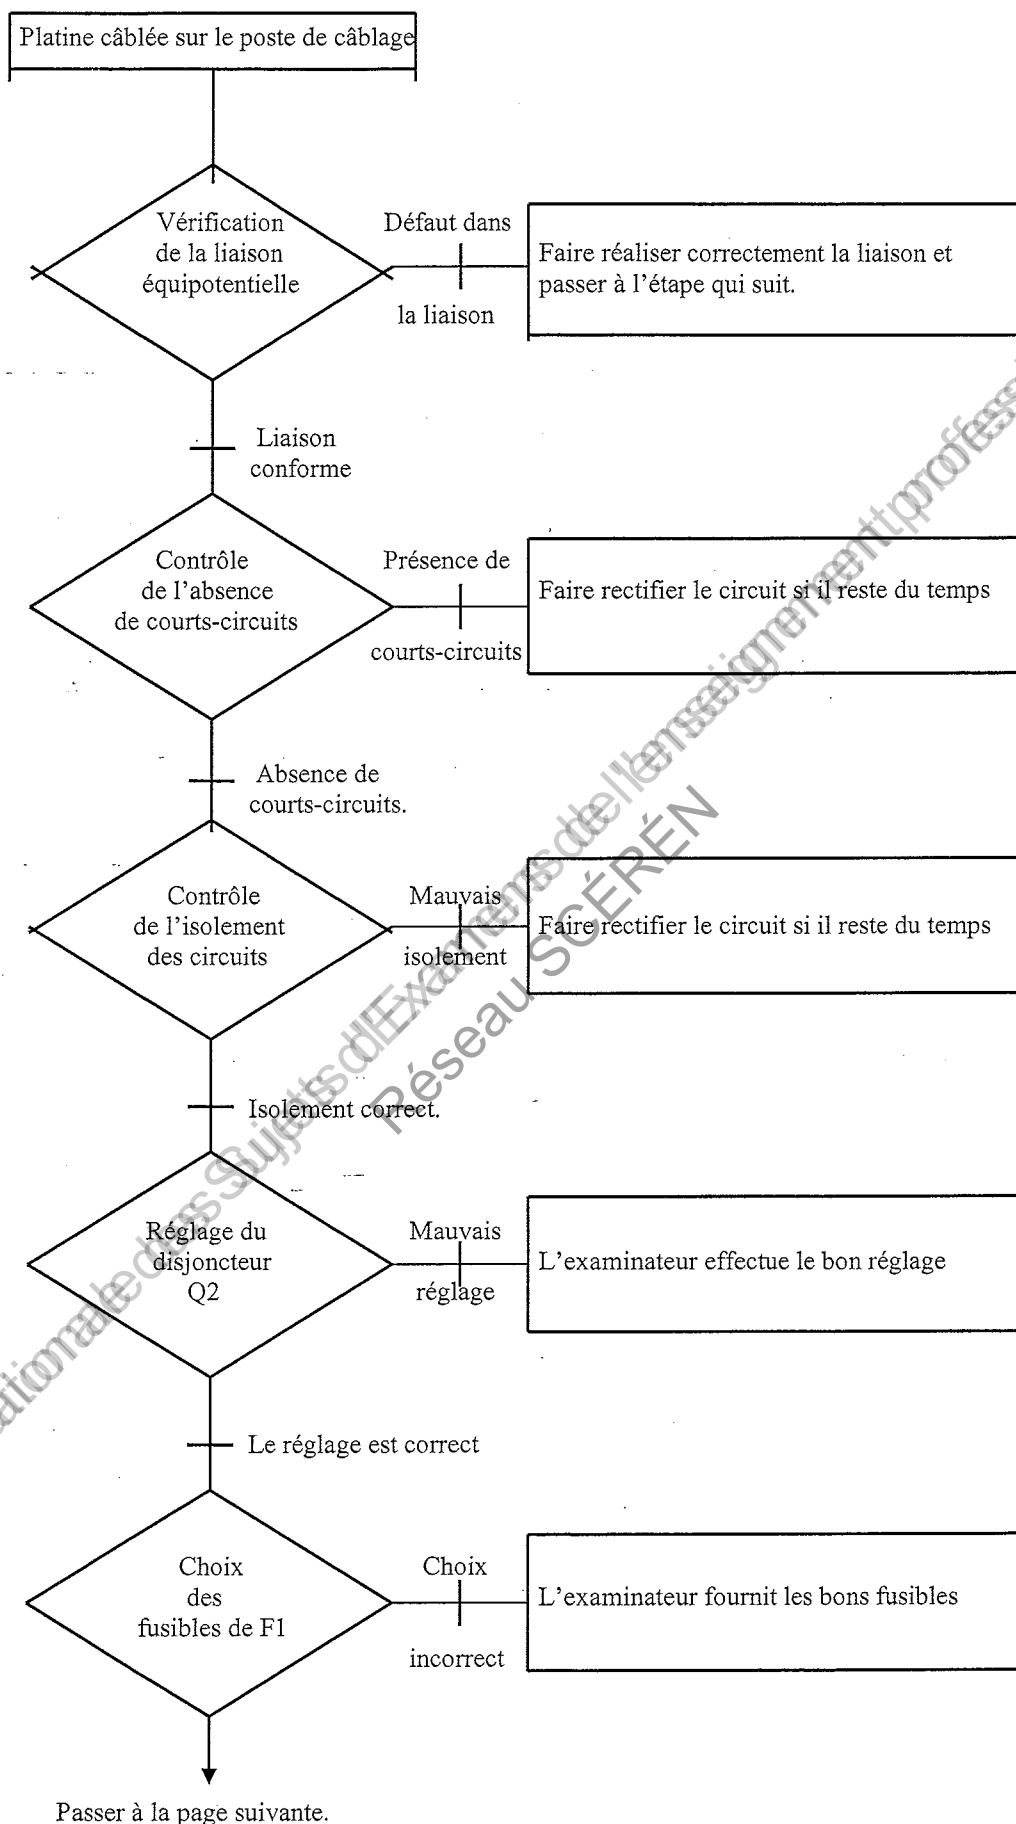 Platine câblée sur le poste de câblage
Vérification
de la liaison
équipotentielle
Défaut dans
la liaison
Faire réaliser correctement la liaison et
passer à l'étape qui suit.
Liaison
conforme
Contrôle
de l'absence
de courts-circuits
Présence de
courts-circuits
Faire rectifier le circuit si il reste du temps
Absence de
courts-circuits.
Contrôle
de l'isolement
des circuits
Mauvais
isolement
Faire rectifier le circuit si il reste du temps
Isolement correct.
Réglage du
disjoncteur
Q2
Mauvais
réglage
L'examinateur effectue le bon réglage
Le réglage est correct
Choix
des
fusibles de F1
Choix
incorrect
L'examinateur fournit les bons fusibles
Passer à la page suivante.
Réseau SCÉRÉN